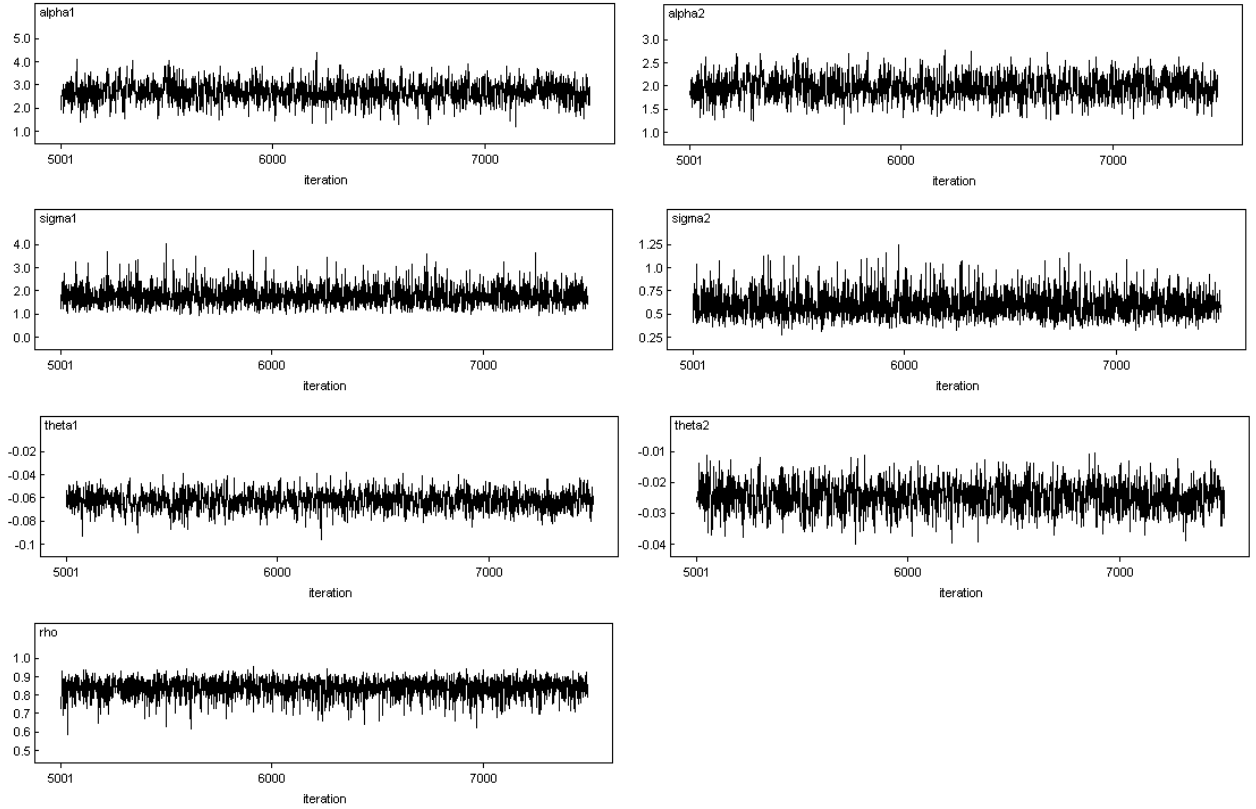 alpha1
5.0
4.0
3.0
2.0
1.0
5001 6000 7000
iteration
alpha2
3.0
2.5
2.0
1.5
1.0
5001 6000 7000
iteration
sigma1
4.0
3.0
2.0
1.0
0.0
5001 6000 7000
iteration
sigma2
1.25
1.0
0.75
0.5
0.25
5001 6000 7000
iteration
theta1
-0.02
-0.04
-0.06
-0.08
-0.1
5001 6000 7000
iteration
theta2
-0.01
-0.02
-0.03
-0.04
5001 6000 7000
iteration
rho
1.0
0.9
0.8
0.7
0.6
0.5
5001 6000 7000
iteration